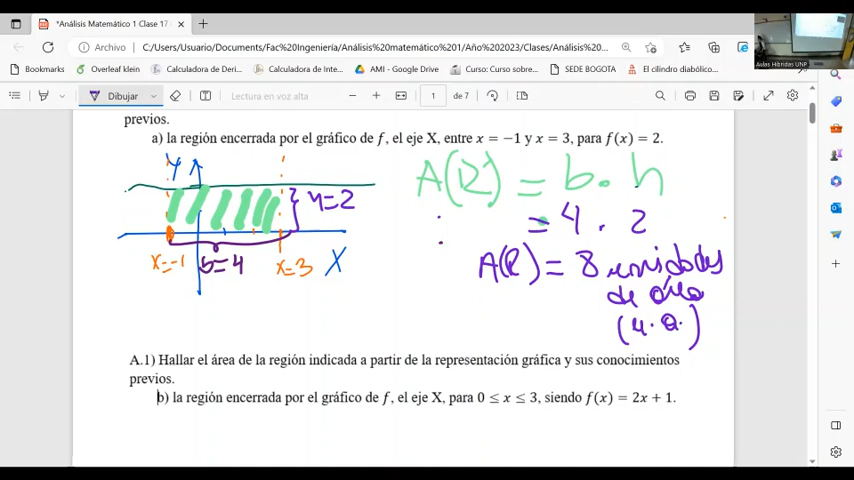 *Análisis Matemático 1 Clase 17
Archivo
C:/Users/Usuario/Documents/Fac%20Ingeniería/Análisis%20matemático%201/Año%202023/Clases/Análisis%20...
Aulas Híbridas UNP
Bookmarks
Overleaf klein
Calculadora de Deri...
Calculadora de Inte...
AMI - Google Drive
Curso: Curso sobre...
SEDE BOGOTA
El cilindro diabólico...
Dibujar
Lectura en voz alta
1 de 7
previos.
a) la región encerrada por el gráfico de f, el eje X, entre x = −1 y x = 3, para f(x) = 2.
Y
h=2
x=-1
b=4
x=3
X
A(R) = b. h
= 4 . 2
A(R) = 8 unidades
de área
(u.a.)
A.1) Hallar el área de la región indicada a partir de la representación gráfica y sus conocimientos
previos.
b) la región encerrada por el gráfico de f, el eje X, para 0 ≤ x ≤ 3, siendo f(x) = 2x + 1.